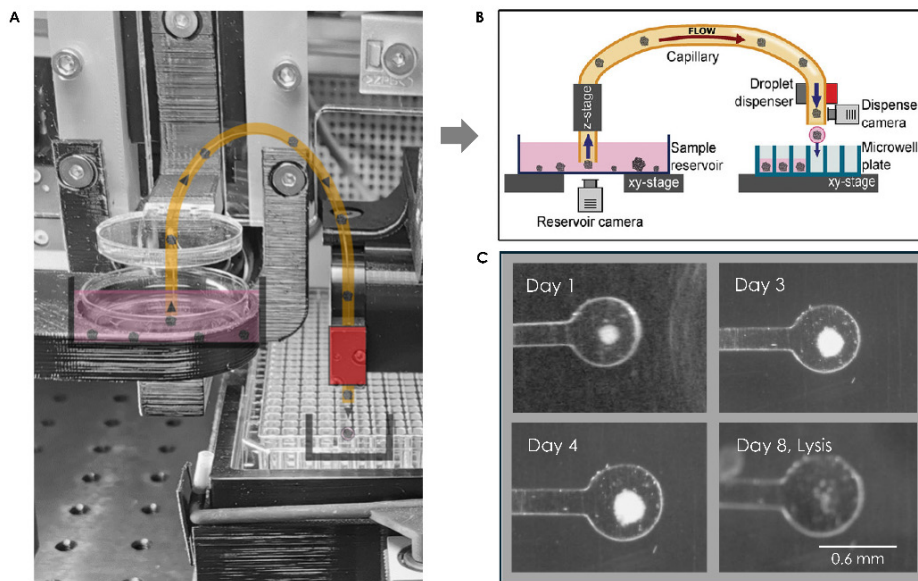 A
B
FLOW
Capillary
Droplet
dispenser
Dispense
camera
z-stage
Sample
reservoir
Microwell
plate
xy-stage
xy-stage
Reservoir camera
C
Day 1
Day 3
Day 4
Day 8, Lysis
0,6 mm